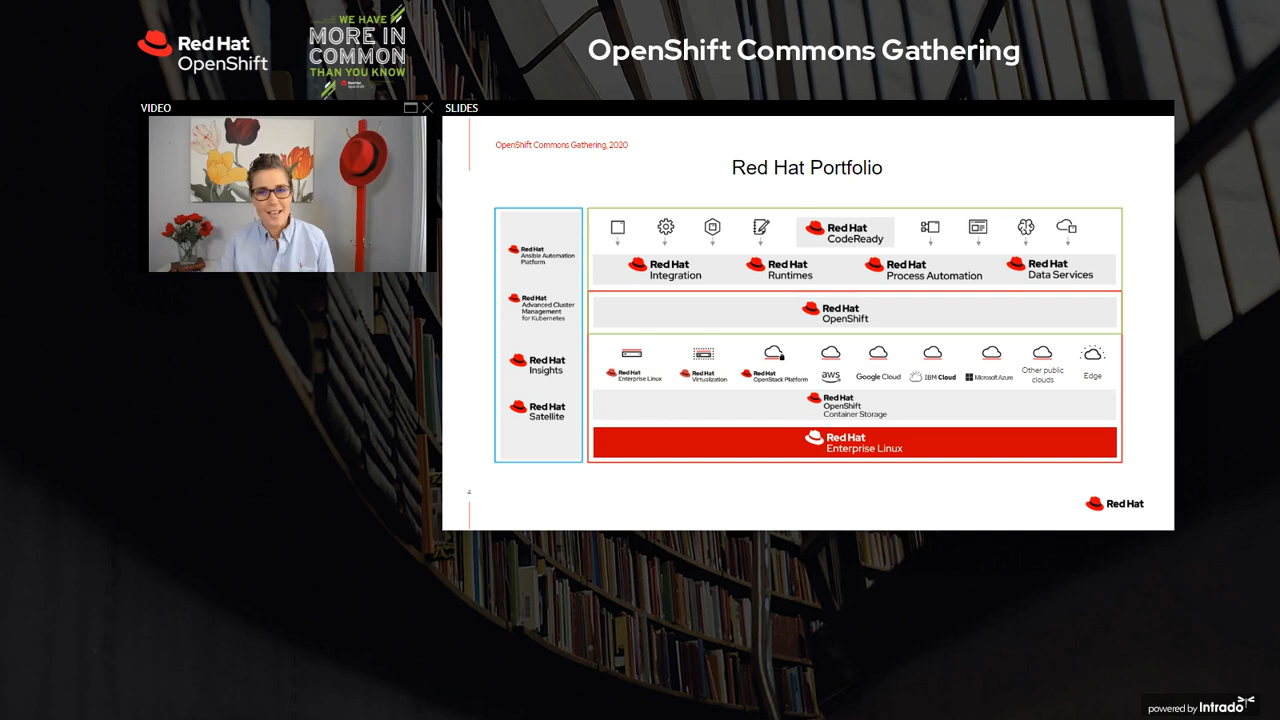 Red Hat
OpenShift
WE HAVE
MORE IN
COMMON
THAN YOU KNOW
Red Hat
OpenShift
OpenShift Commons Gathering
VIDEO
SLIDES
OpenShift Commons Gathering, 2020
Red Hat Portfolio
Red Hat
Ansible Automation
Platform
Red Hat
Advanced Cluster
Management
for Kubernetes
Red Hat
Insights
Red Hat
Satellite
Red Hat
CodeReady
Red Hat
Integration
Red Hat
Runtimes
Red Hat
Process Automation
Red Hat
Data Services
Red Hat
OpenShift
Red Hat
Enterprise Linux
Red Hat
Virtualization
Red Hat
OpenStack Platform
aws
Google Cloud
IBM Cloud
Microsoft Azure
Other public
clouds
Edge
Red Hat
OpenShift
Container Storage
Red Hat
Enterprise Linux
4
Red Hat
powered by Intrado